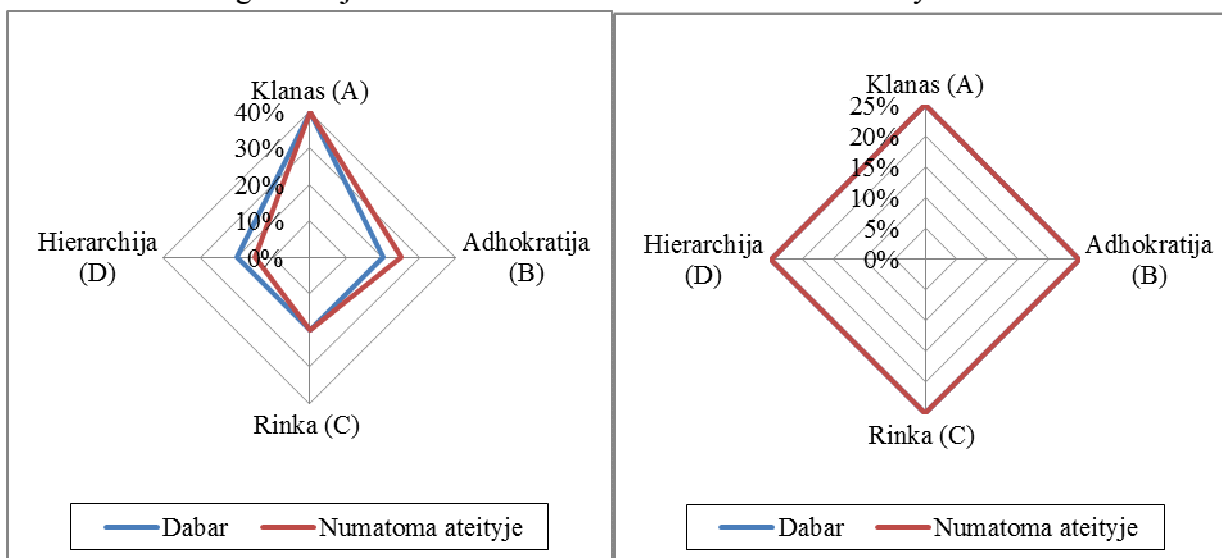 Klanas (A)
40%
30%
20%
10%
0%
Hierarchija
(D)
Adhokratija
(B)
Rinka (C)
Dabar
Numatoma ateityje
Klanas (A)
25%
20%
15%
10%
5%
0%
Hierarchija
(D)
Adhokratija
(B)
Rinka (C)
Dabar
Numatoma ateityje